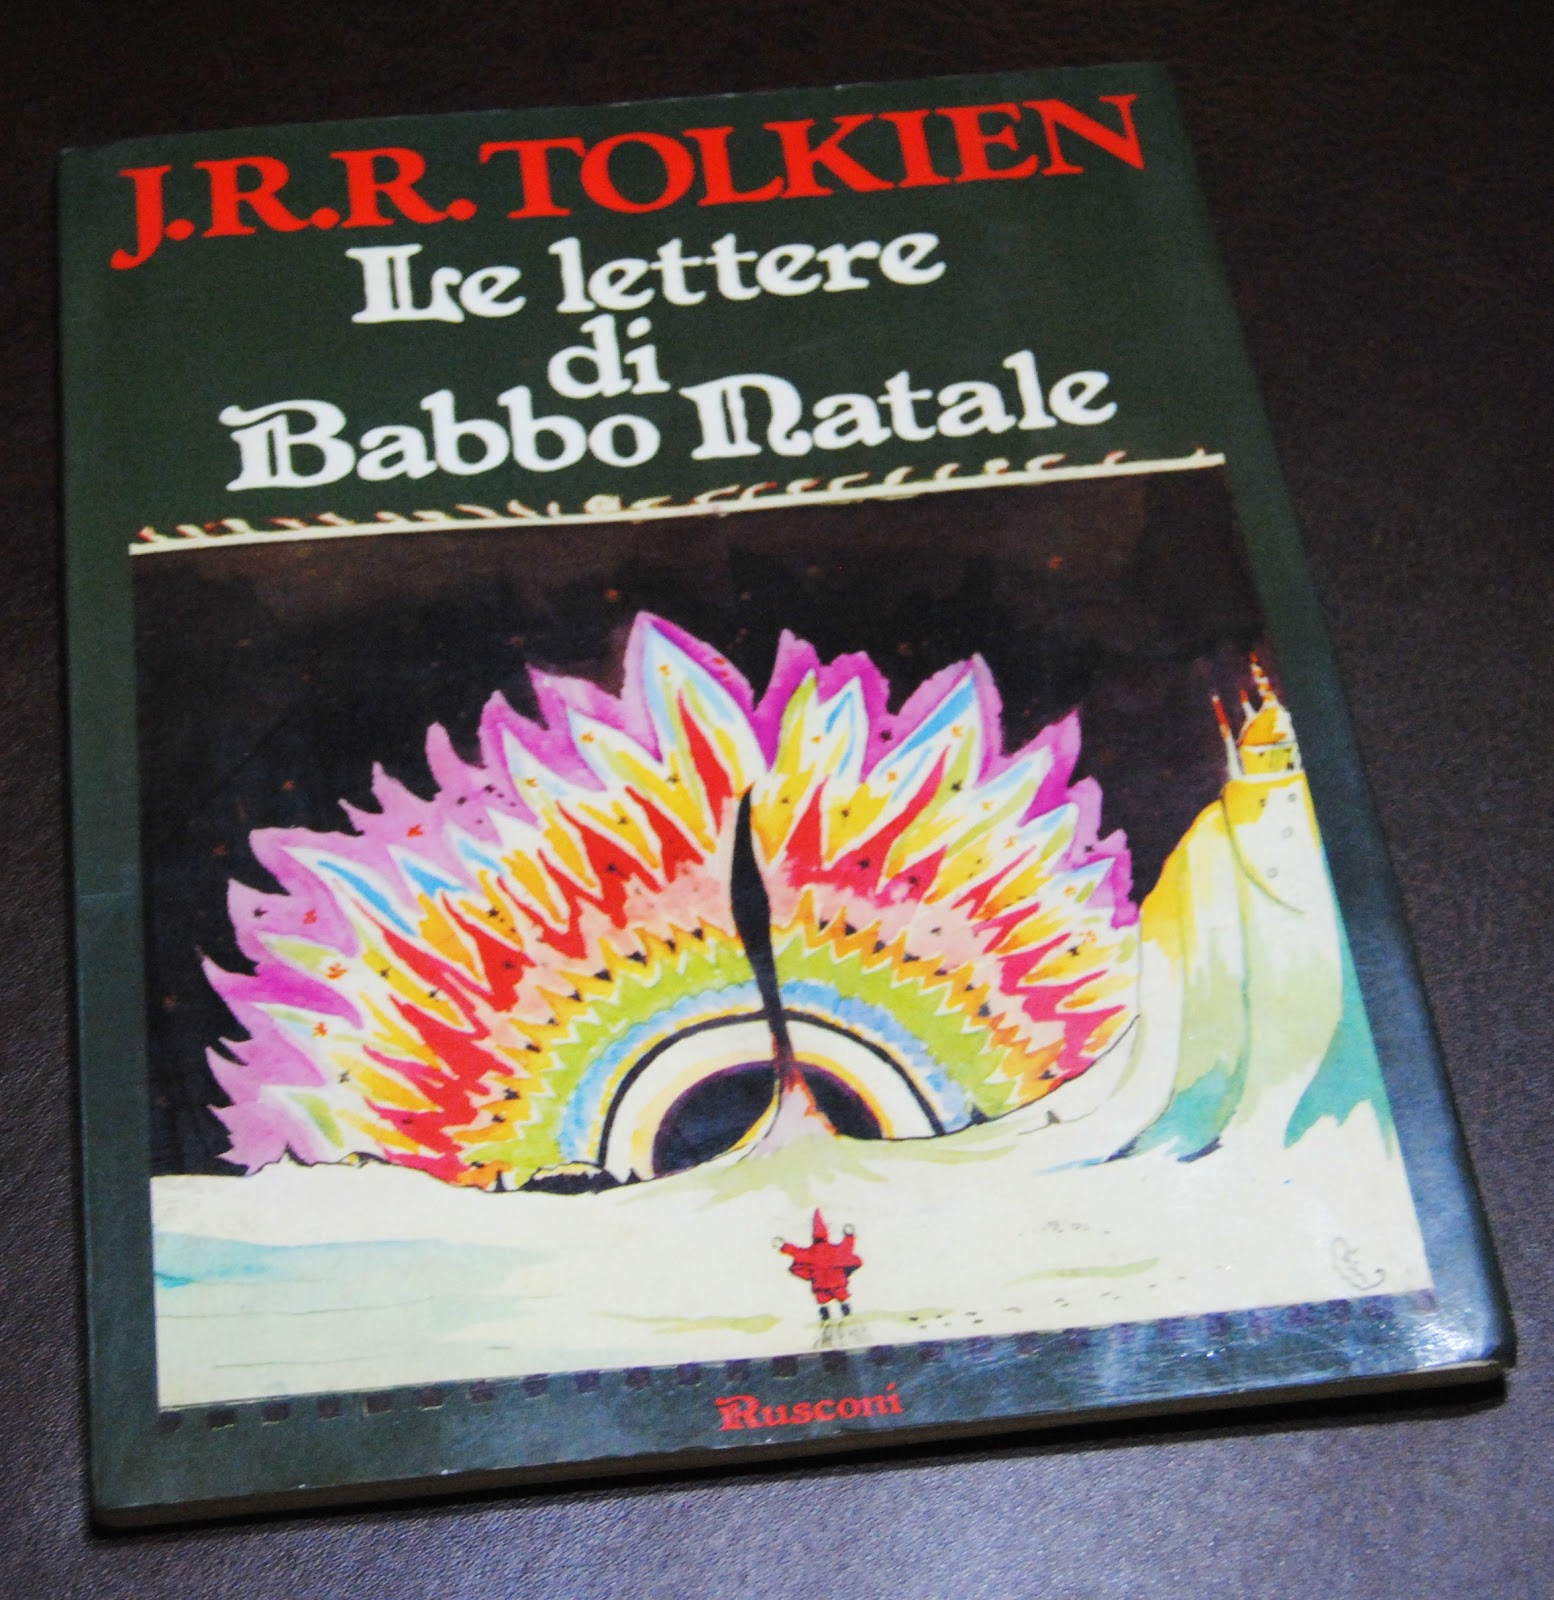 J.R.R. TOLKIEN
Le lettere
di
Babbo Natale
Rusconi